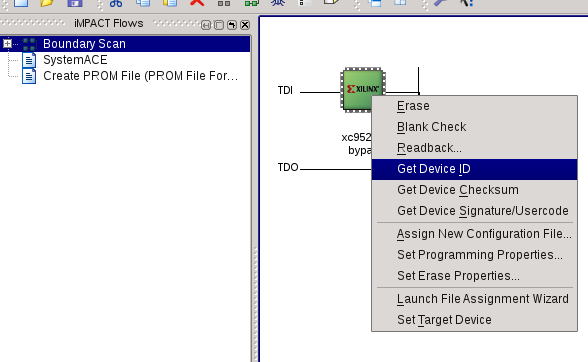 iMPACT Flows
Boundary Scan
SystemACE
Create PROM File (PROM File For...
TDI
XILINX
xc952
bypa
TDO
Erase
Blank Check
Readback...
Get Device ID
Get Device Checksum
Get Device Signature/Usercode
Assign New Configuration File...
Set Programming Properties...
Set Erase Properties...
Launch File Assignment Wizard
Set Target Device